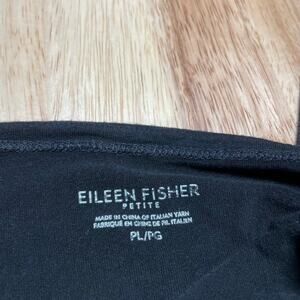 EILEEN FISHER
PETITE
MADE IN CHINA OF ITALIAN YARN
FABRIQUÉ EN CHINE DE FIL ITALIEN
PL/PG